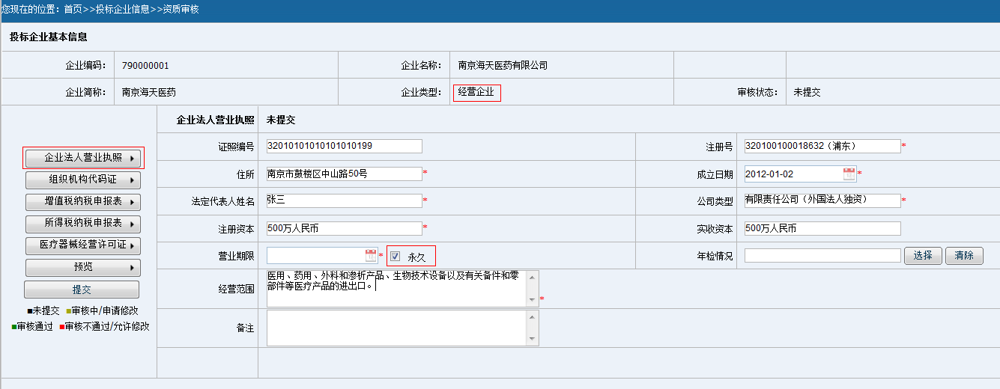 您现在的位置：首页>>投标企业信息>>资质审核
投标企业基本信息
企业编码： 790000001 企业名称： 南京海天医药有限公司
企业简称： 南京海天医药 企业类型： 经营企业 审核状态： 未提交
企业法人营业执照 未提交
证照编号 32010101010101010199 注册号 320100100018632（浦东） *
住所 南京市鼓楼区中山路50号 * 成立日期 2012-01-02 *
法定代表人姓名 张三 * 公司类型 有限责任公司（外国法人独资） *
注册资本 500万人民币 * 实收资本 500万人民币
营业期限 * 永久 年检情况 选择 清除
经营范围 医用、药用、外科和渗析产品、生物技术设备以及有关备件和零
部件等医疗产品的进出口。 *
备注
企业法人营业执照
组织机构代码证
增值税纳税申报表
所得税纳税申报表
医疗器械经营许可证
预览
提交
■未提交 ■审核中/申请修改
■审核通过 ■审核不通过/允许修改